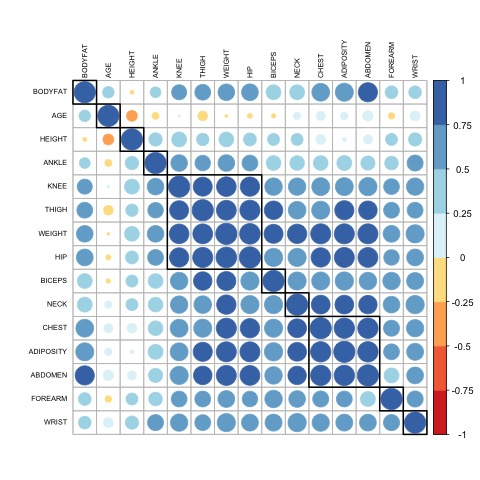 BODYFAT AGE HEIGHT ANKLE KNEE THIGH WEIGHT HIP BICEPS NECK CHEST ADIPOSITY ABDOMEN FOREARM WRIST
BODYFAT
AGE
HEIGHT
ANKLE
KNEE
THIGH
WEIGHT
HIP
BICEPS
NECK
CHEST
ADIPOSITY
ABDOMEN
FOREARM
WRIST
1
0.75
0.5
0.25
0
-0.25
-0.5
-0.75
-1